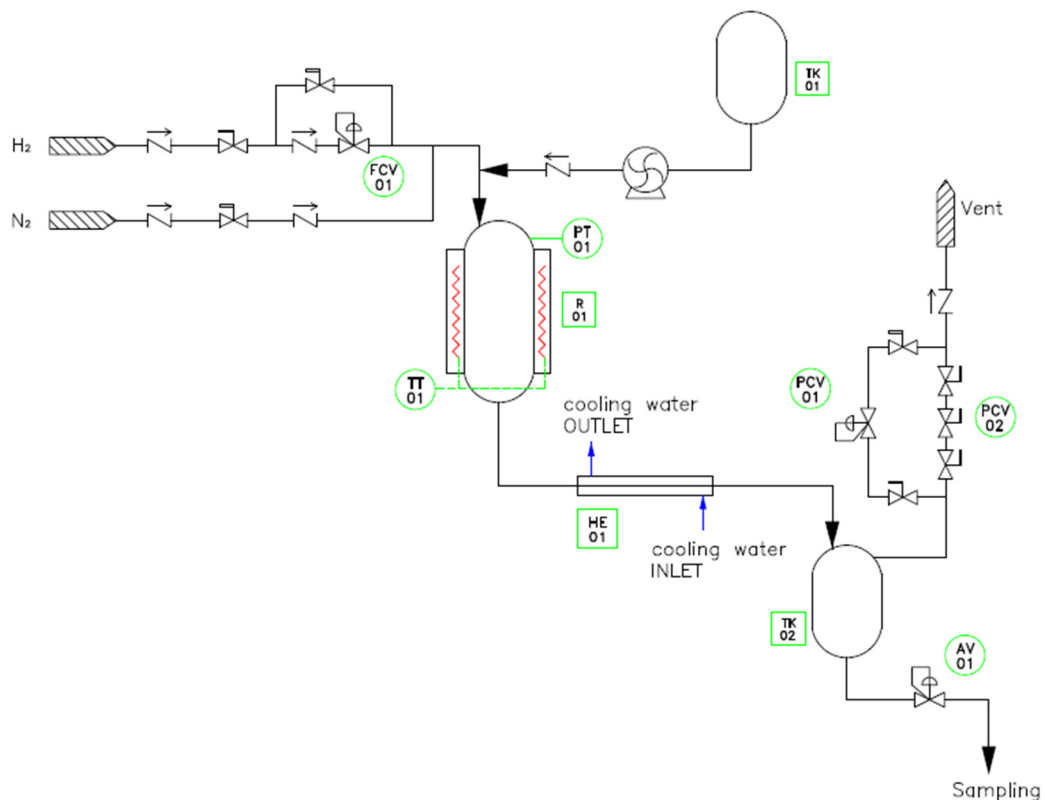 TK
01
H₂
FCV
01
N₂
Vent
PT
01
R
01
TT
01
PCV
01
PCV
02
cooling water
OUTLET
HE
01
cooling water
INLET
TK
02
AV
01
Sampling